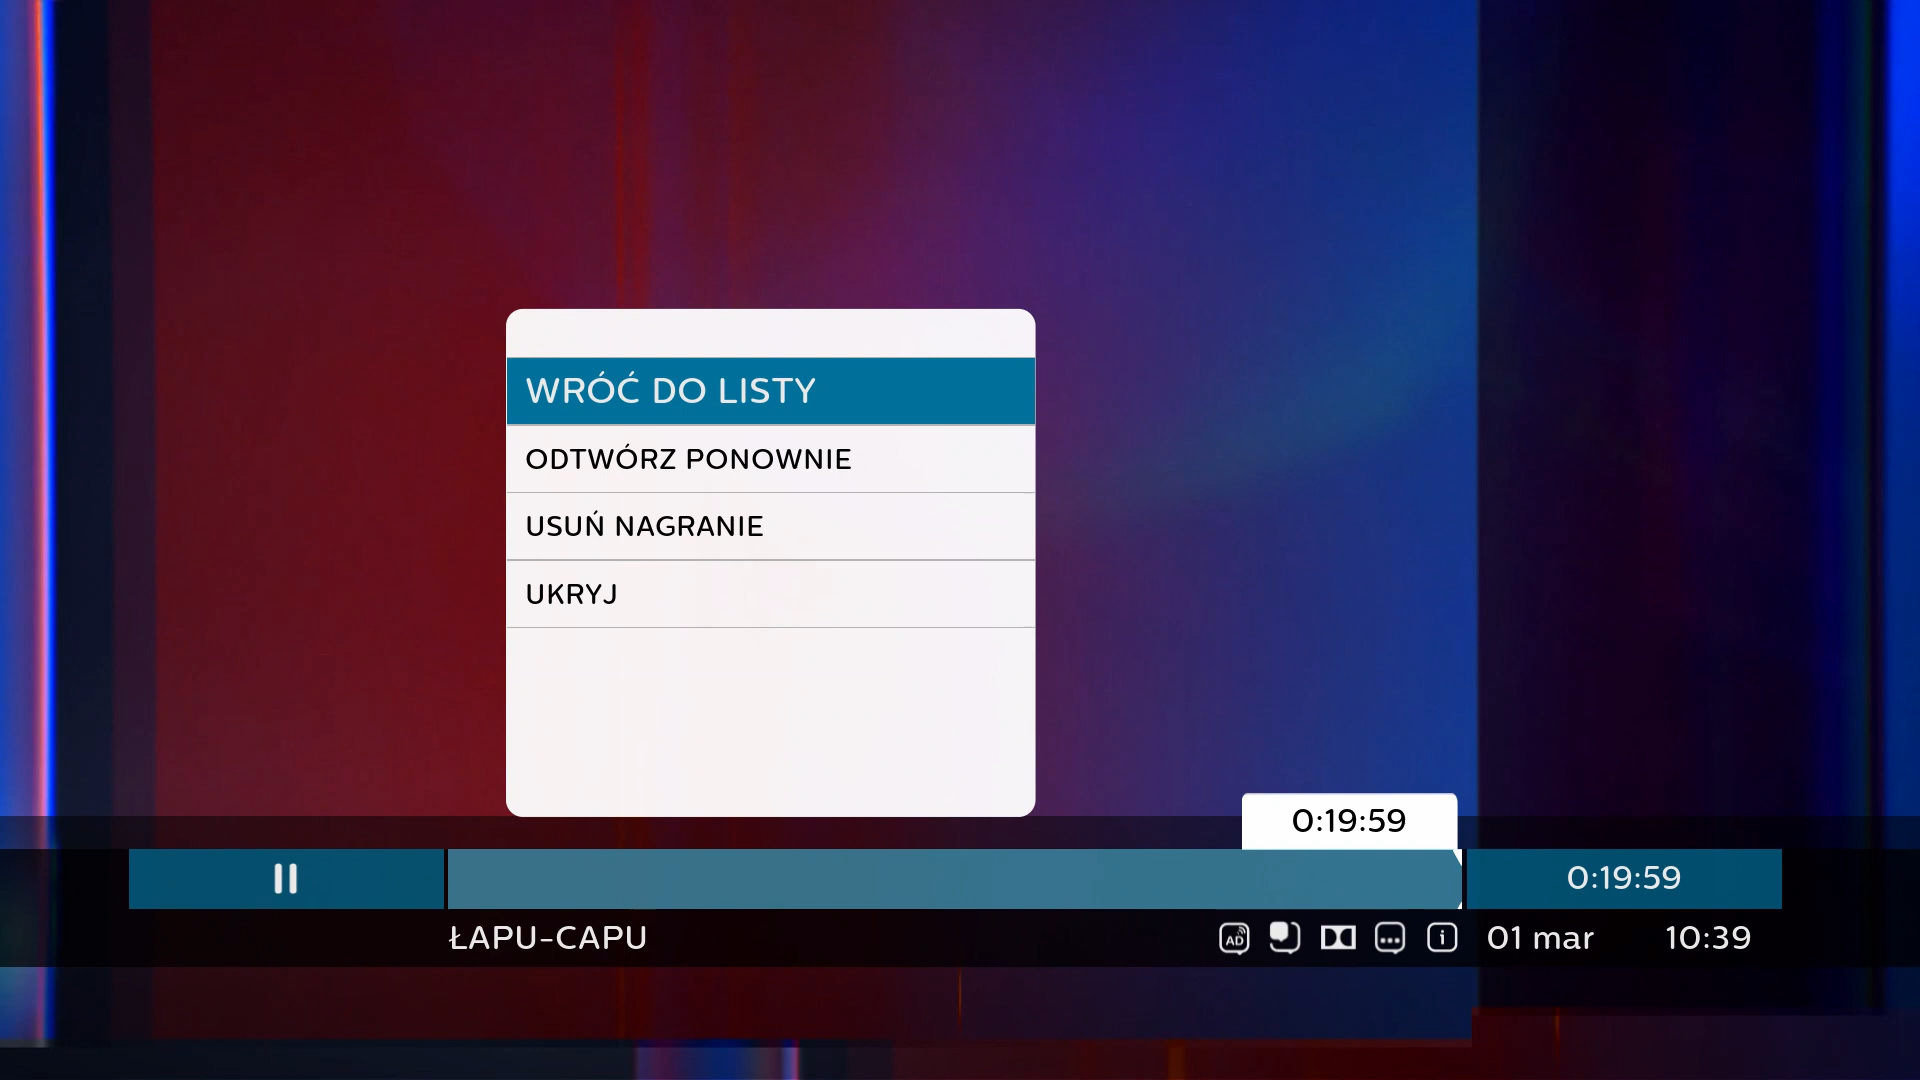 WRÓĆ DO LISTY
ODTWÓRZ PONOWNIE
USUŃ NAGRANIE
UKRYJ
0:19:59
0:19:59
ŁAPU-CAPU
AD
01 mar
10:39